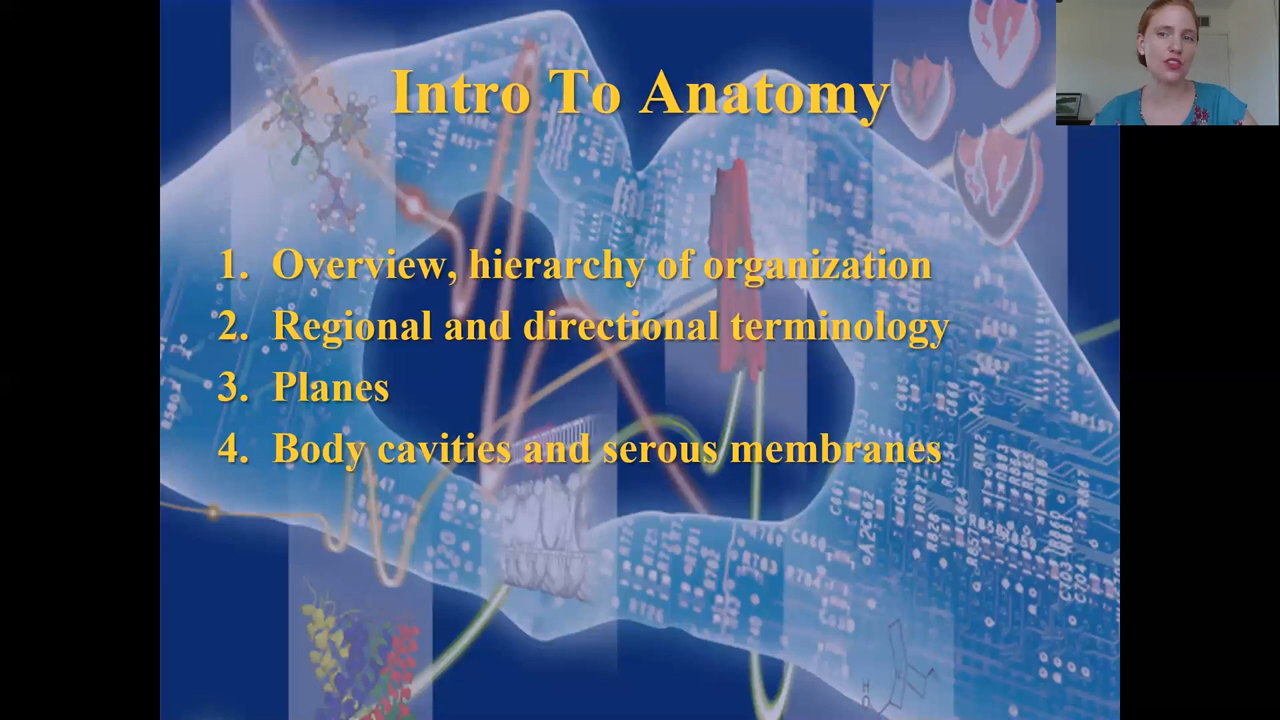 Intro To Anatomy
1. Overview, hierarchy of organization
2. Regional and directional terminology
3. Planes
4. Body cavities and serous membranes